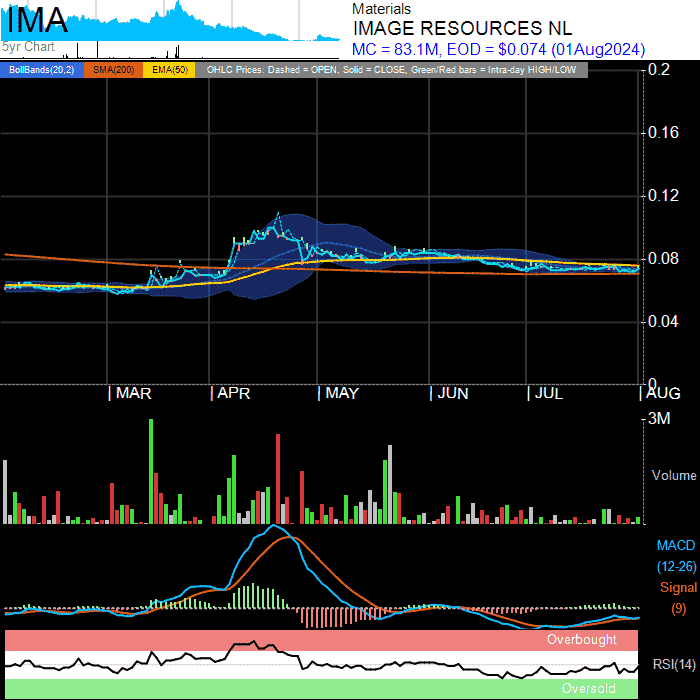 IMA
5yr Chart
Materials
IMAGE RESOURCES NL
MC = 83.1M, EOD = $0.074 (01Aug2024)
BollBands(20,2) SMA(200) EMA(50) OHLC Prices: Dashed = OPEN, Solid = CLOSE, Green/Red bars = Intra-day HIGH/LOW
0.2
0.16
0.12
0.08
0.04
0
MAR APR MAY JUN JUL AUG
3M
Volume
MACD
(12-26)
Signal
(9)
Overbought
RSI(14)
Oversold